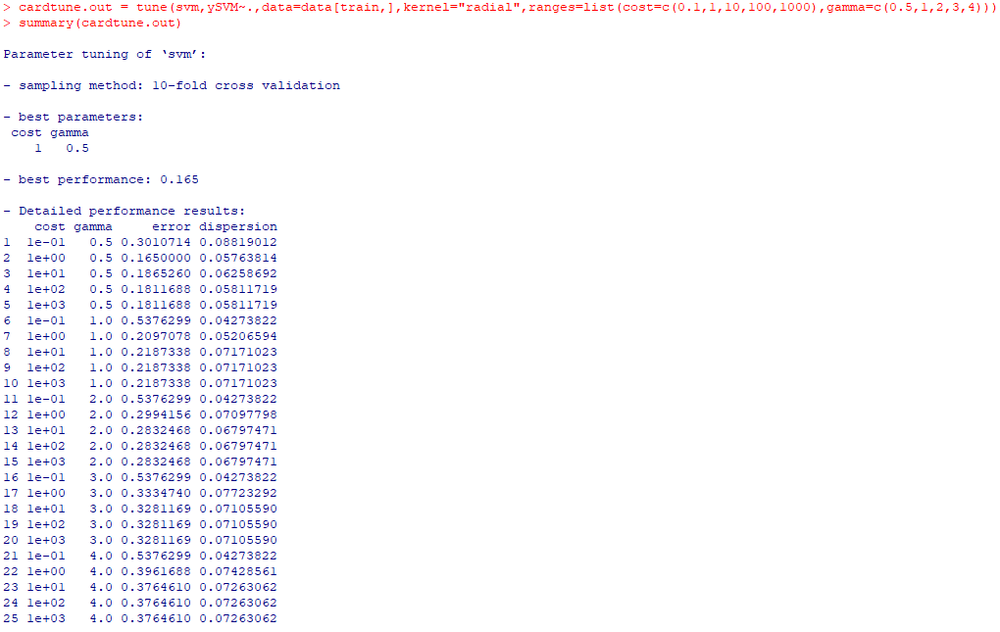 > cardtune.out = tune(svm,ySVM~.,data=data[train,],kernel="radial",ranges=list(cost=c(0.1,1,10,100,1000),gamma=c(0.5,1,2,3,4)))
> summary(cardtune.out)
Parameter tuning of ‘svm’:
- sampling method: 10-fold cross validation
- best parameters:
 cost gamma
    1   0.5
- best performance: 0.165
- Detailed performance results:
    cost gamma     error dispersion
1  1e-01   0.5 0.3010714 0.08819012
2  1e+00   0.5 0.1650000 0.05763814
3  1e+01   0.5 0.1865260 0.06258692
4  1e+02   0.5 0.1811688 0.05811719
5  1e+03   0.5 0.1811688 0.05811719
6  1e-01   1.0 0.5376299 0.04273822
7  1e+00   1.0 0.2097078 0.05206594
8  1e+01   1.0 0.2187338 0.07171023
9  1e+02   1.0 0.2187338 0.07171023
10 1e+03   1.0 0.2187338 0.07171023
11 1e-01   2.0 0.5376299 0.04273822
12 1e+00   2.0 0.2994156 0.07097798
13 1e+01   2.0 0.2832468 0.06797471
14 1e+02   2.0 0.2832468 0.06797471
15 1e+03   2.0 0.2832468 0.06797471
16 1e-01   3.0 0.5376299 0.04273822
17 1e+00   3.0 0.3334740 0.07723292
18 1e+01   3.0 0.3281169 0.07105590
19 1e+02   3.0 0.3281169 0.07105590
20 1e+03   3.0 0.3281169 0.07105590
21 1e-01   4.0 0.5376299 0.04273822
22 1e+00   4.0 0.3961688 0.07428561
23 1e+01   4.0 0.3764610 0.07263062
24 1e+02   4.0 0.3764610 0.07263062
25 1e+03   4.0 0.3764610 0.07263062